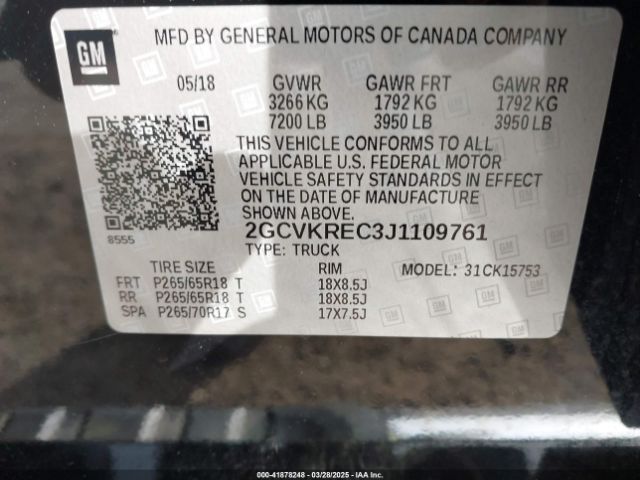 GM
MFD BY GENERAL MOTORS OF CANADA COMPANY
05/18 GVWR GAWR FRT GAWR RR
3266 KG 1792 KG 1792 KG
7200 LB 3950 LB 3950 LB
THIS VEHICLE CONFORMS TO ALL
APPLICABLE U.S. FEDERAL MOTOR
VEHICLE SAFETY STANDARDS IN EFFECT
ON THE DATE OF MANUFACTURE
SHOWN ABOVE.
8555
2GCVKREC3J1109761
TYPE: TRUCK
TIRE SIZE RIM MODEL: 31CK15753
FRT P265/65R18 T 18X8.5J
RR P265/65R18 T 18X8.5J
SPA P265/70R17 S 17X7.5J
000-41878248 - 03/28/2025 - IAA Inc.